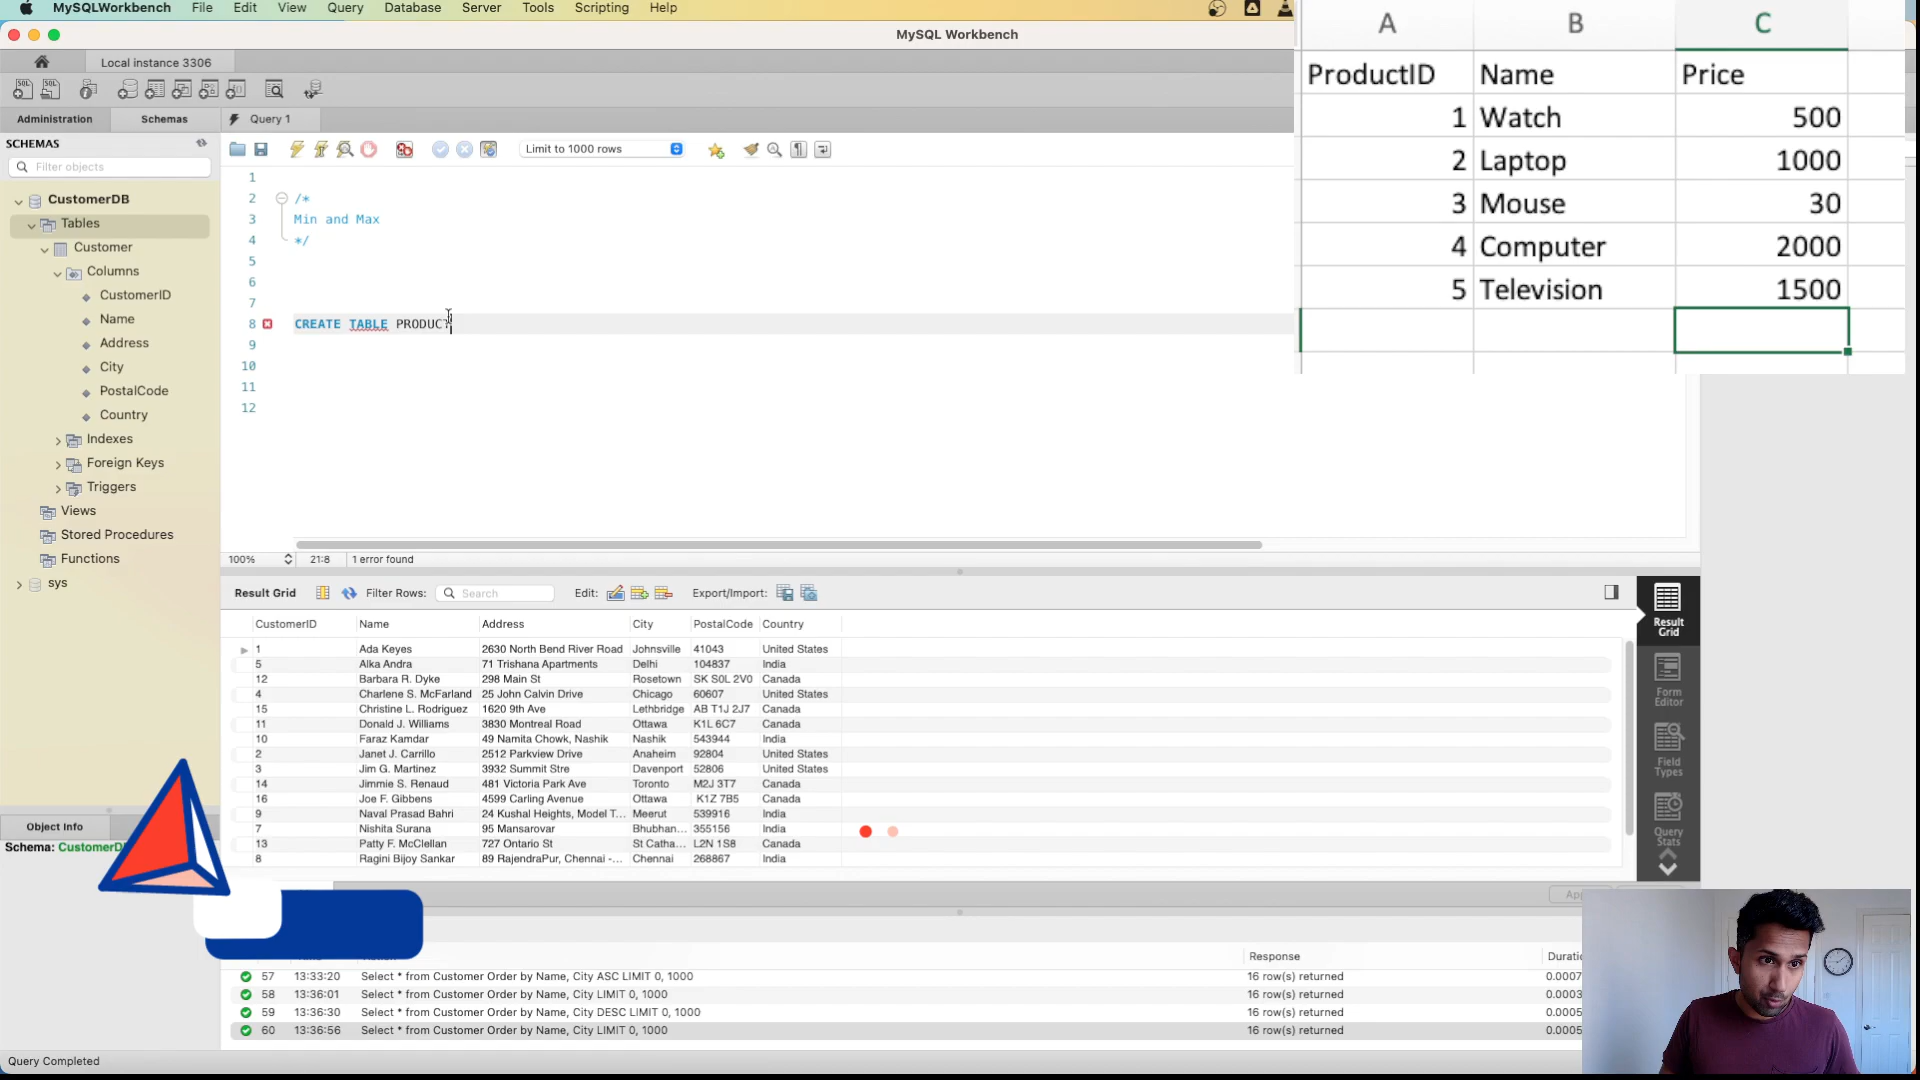 MySQLWorkbench File Edit View Query Database Server Tools Scripting Help
MySQL Workbench
Local instance 3306
Administration Schemas Query 1
SCHEMAS
Filter objects
CustomerDB
Tables
Customer
Columns
CustomerID
Name
Address
City
PostalCode
Country
Indexes
Foreign Keys
Triggers
Views
Stored Procedures
Functions
sys
Object Info
Schema: CustomerDB
Limit to 1000 rows
1
2 /*
3 Min and Max
4 */
5
6
7
8 CREATE TABLE PRODUCT
9
10
11
12
100% 21:8 1 error found
A B C
ProductID Name Price
1 Watch 500
2 Laptop 1000
3 Mouse 30
4 Computer 2000
5 Television 1500
Result Grid Filter Rows: Search Edit: Export/Import:
CustomerID Name Address City PostalCode Country
1 Ada Keyes 2630 North Bend River Road Johnsville 41043 United States
5 Alka Andra 71 Trishana Apartments Delhi 104837 India
12 Barbara R. Dyke 298 Main St Rosetown SK S0L 2V0 Canada
4 Charlene S. McFarland 25 John Calvin Drive Chicago 60607 United States
15 Christine L. Rodriguez 1620 9th Ave Lethbridge AB T1J 2J7 Canada
11 Donald J. Williams 3830 Montreal Road Ottawa K1L 6C7 Canada
10 Faraz Kamdar 49 Namita Chowk, Nashik Nashik 543944 India
2 Janet J. Carrillo 2512 Parkview Drive Anaheim 92804 United States
3 Jim G. Martinez 3932 Summit Stre Davenport 52806 United States
14 Jimmie S. Renaud 481 Victoria Park Ave Toronto M2J 3T7 Canada
16 Joe F. Gibbens 4599 Carling Avenue Ottawa K1Z 7B5 Canada
9 Naval Prasad Bahri 24 Kushal Heights, Model T... Meerut 539916 India
7 Nishita Surana 95 Mansarovar Bhubhan... 355156 India
13 Patty F. McClellan 727 Ontario St St Catha... L2N 1S8 Canada
8 Ragini Bijoy Sankar 89 RajendraPur, Chennai -... Chennai 268867 India
Result Grid
Form Editor
Field Types
Query Stats
Response Duratio
57 13:33:20 Select * from Customer Order by Name, City ASC LIMIT 0, 1000 16 row(s) returned 0.0007
58 13:36:01 Select * from Customer Order by Name, City LIMIT 0, 1000 16 row(s) returned 0.0003
59 13:36:30 Select * from Customer Order by Name, City DESC LIMIT 0, 1000 16 row(s) returned 0.0005
60 13:36:56 Select * from Customer Order by Name, City LIMIT 0, 1000 16 row(s) returned 0.0005
Query Completed